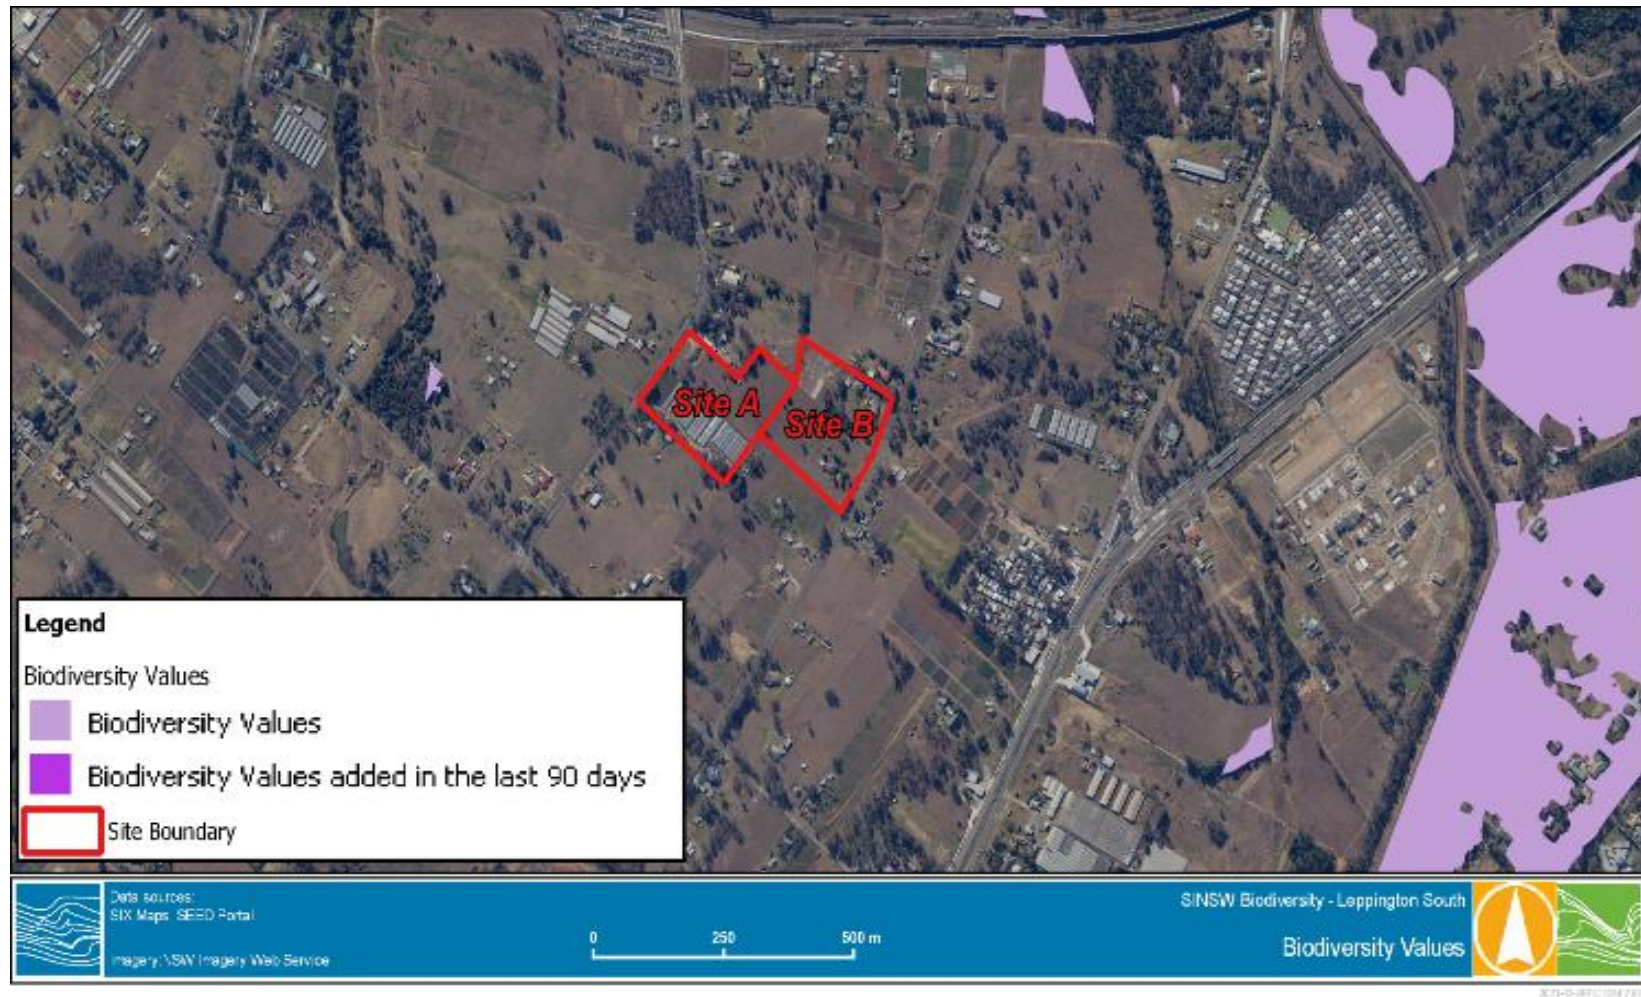 Site A
Site B
Legend
Biodiversity Values
Biodiversity Values
Biodiversity Values added in the last 90 days
Site Boundary
Data sources:
SIX Maps, SEED Portal
Imagery: NSW Imagery Web Service
0 250 500 m
SINSW Biodiversity - Leppington South
Biodiversity Values